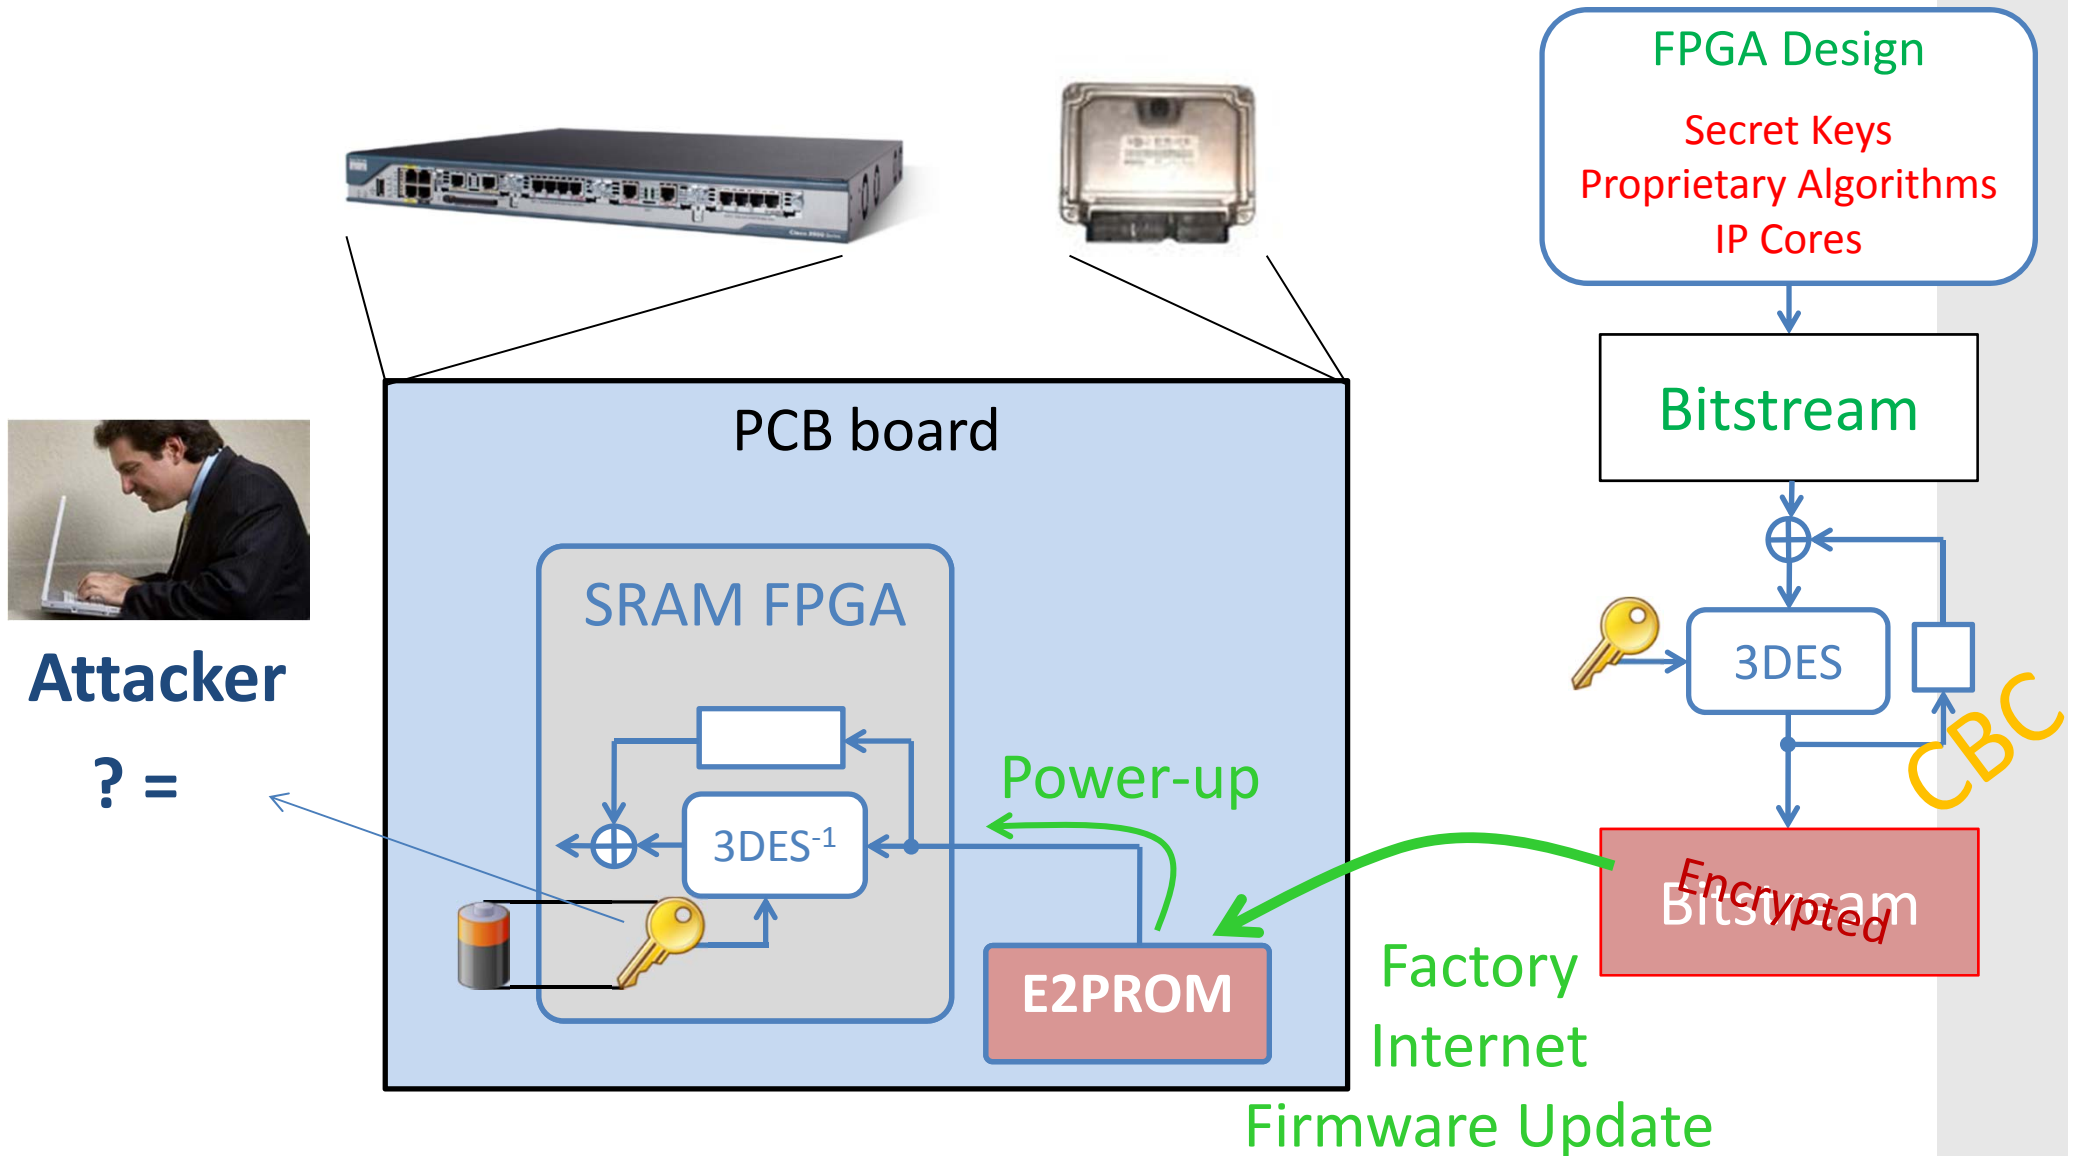 FPGA Design
Secret Keys
Proprietary Algorithms
IP Cores
Bitstream
3DES
CBC
Bitstream
Encrypted
PCB board
SRAM FPGA
3DES-1
Power-up
E2PROM
Factory
Internet
Firmware Update
Attacker
? =